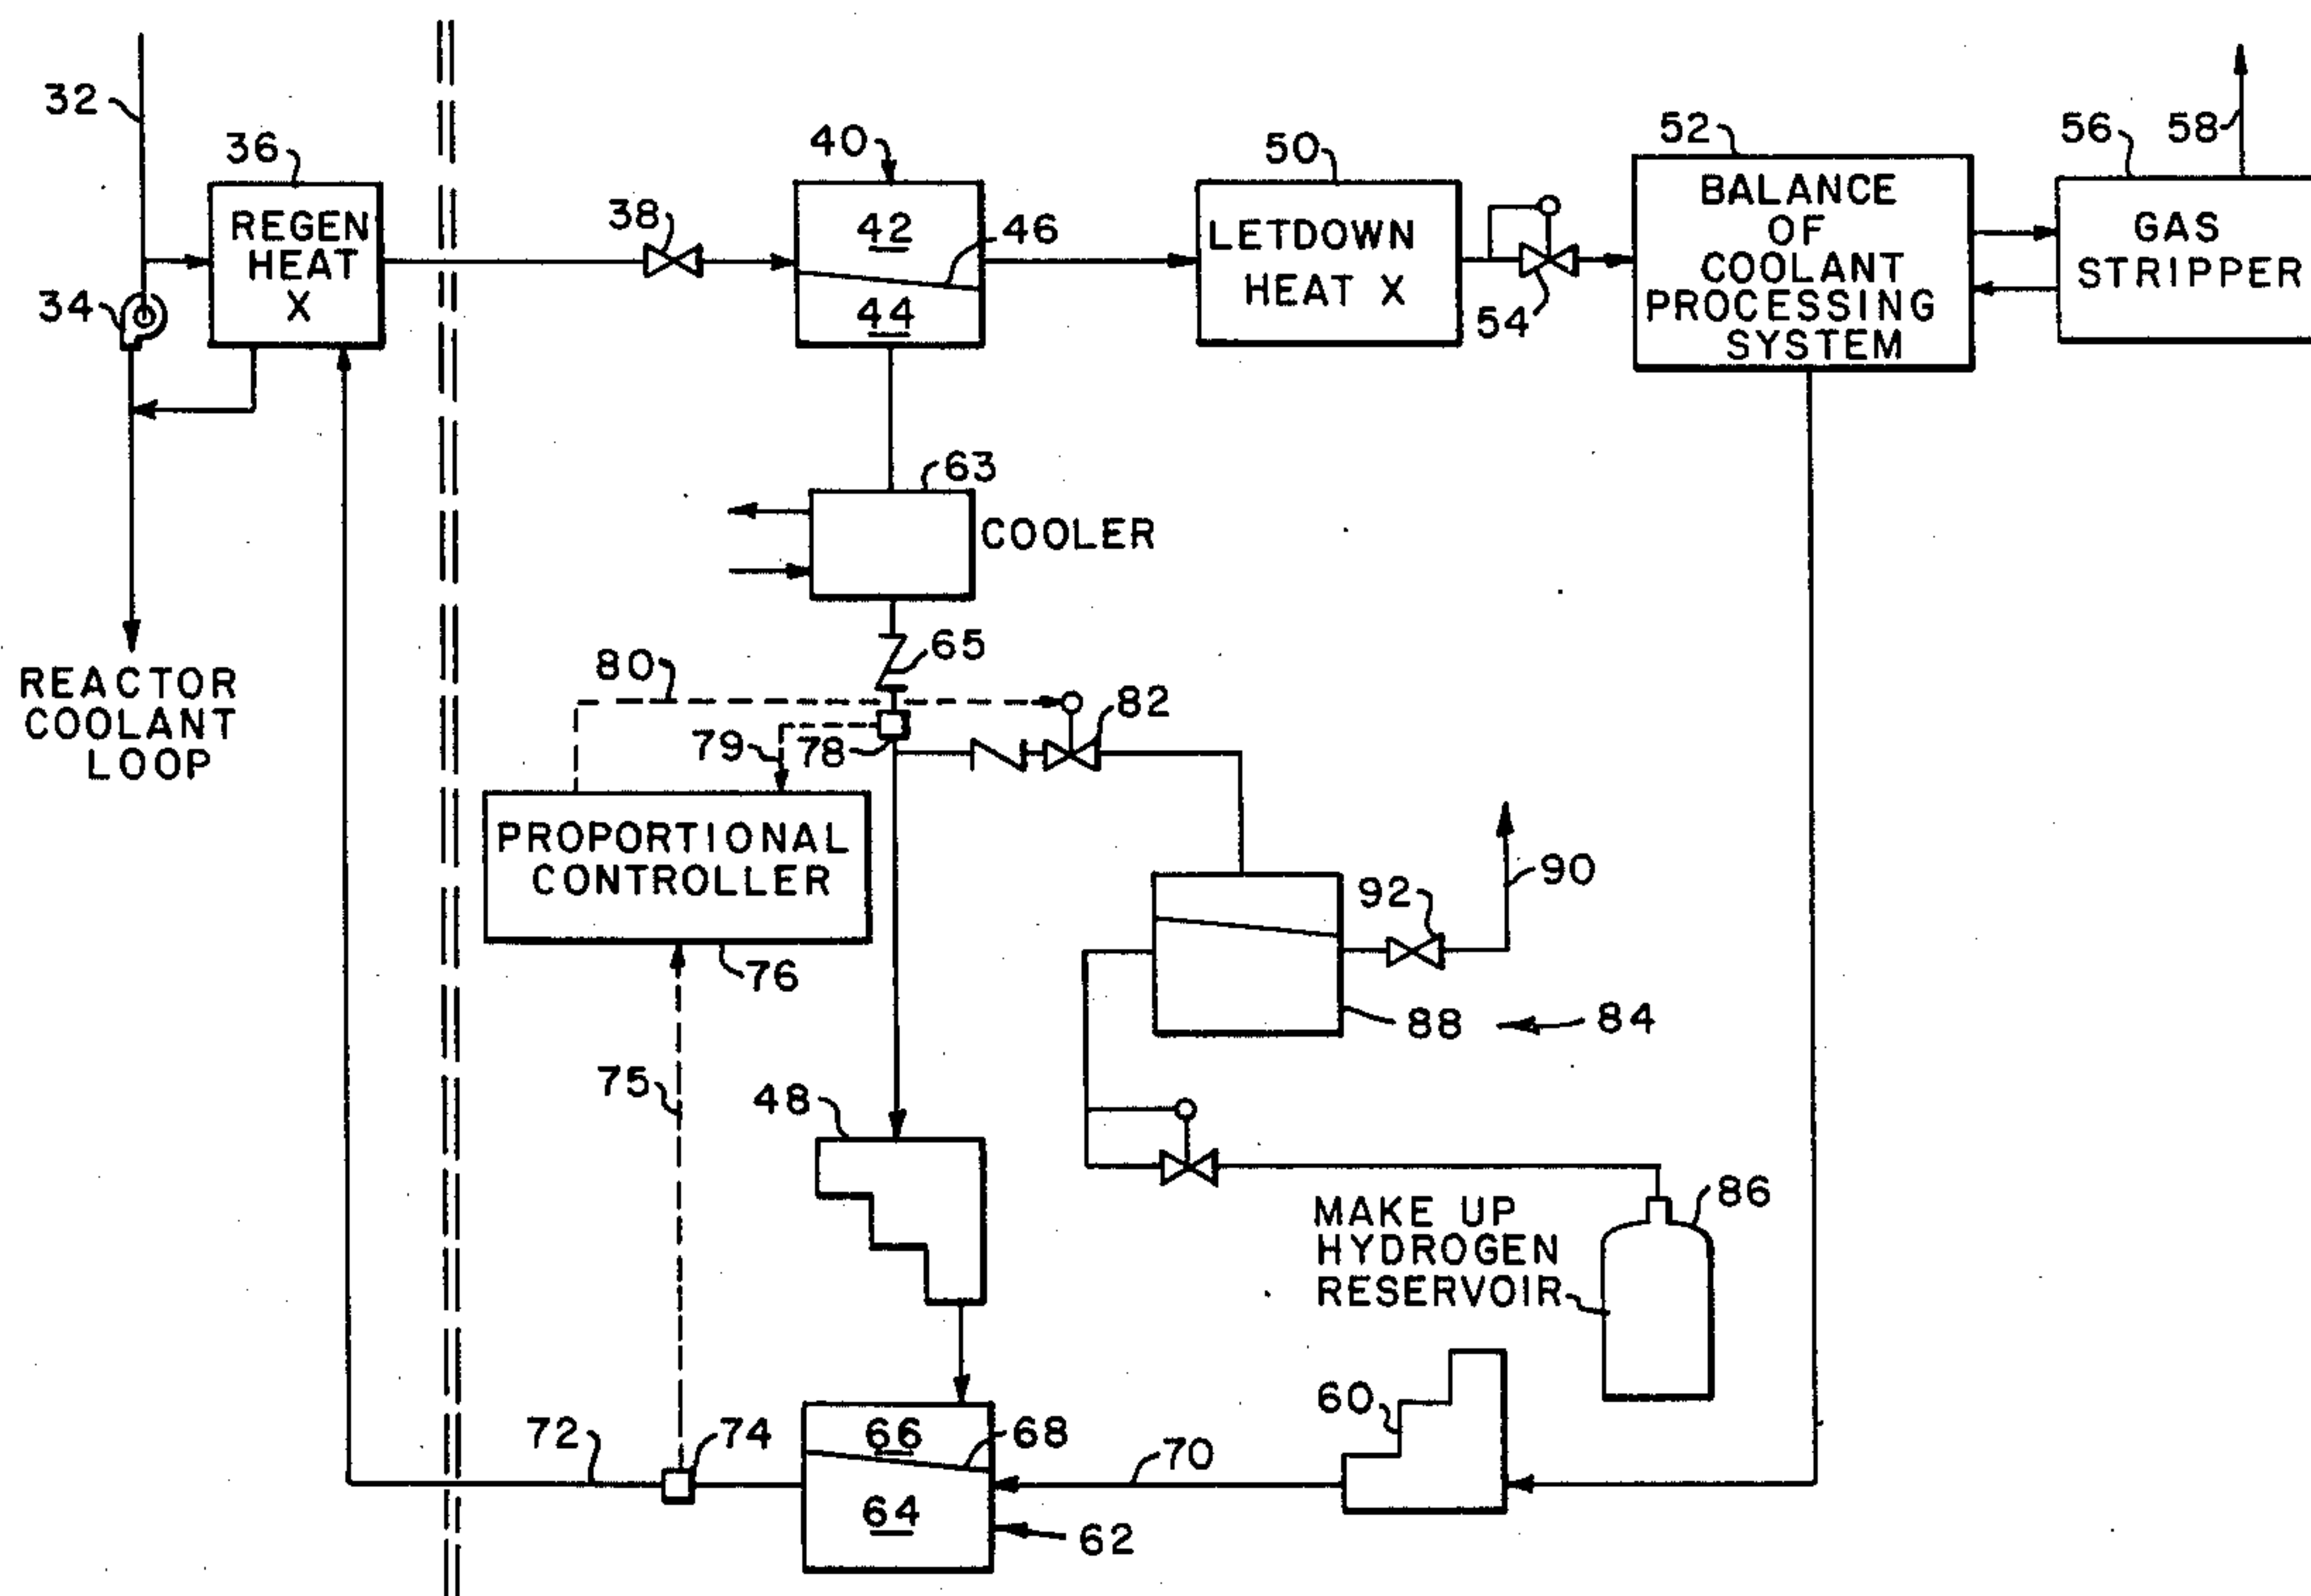 32
36
REGEN
HEAT
X
34
REACTOR
COOLANT
LOOP
38
40
42
46
44
50
LETDOWN
HEAT X
54
52
BALANCE
OF
COOLANT
PROCESSING
SYSTEM
56
58
GAS
STRIPPER
63
COOLER
65
80
82
79
78
PROPORTIONAL
CONTROLLER
76
92
90
88
84
75
48
MAKE UP
HYDROGEN
RESERVOIR
86
60
72
74
66
68
70
64
62